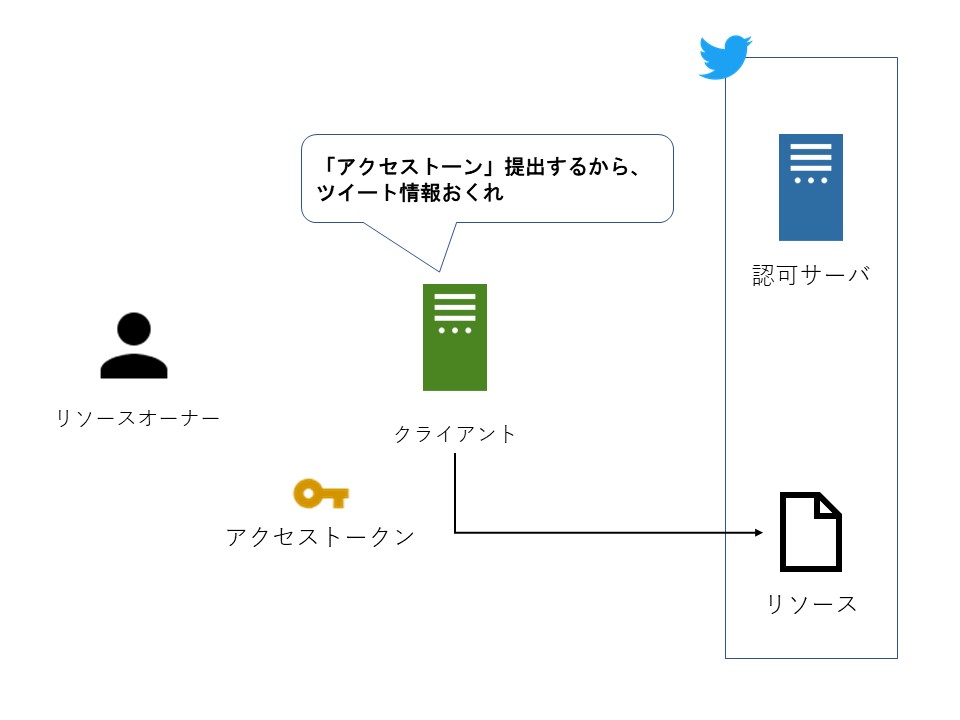 「アクセストーン」提出するから、
ツイート情報おくれ
認可サーバ
リソースオーナー
クライアント
アクセストークン
リソース